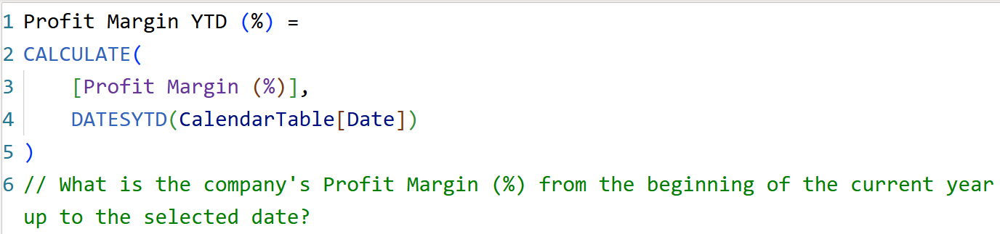 1 Profit Margin YTD (%) =
2 CALCULATE(
3     [Profit Margin (%)],
4     DATESYTD(CalendarTable[Date])
5 )
6 // What is the company's Profit Margin (%) from the beginning of the current year
up to the selected date?